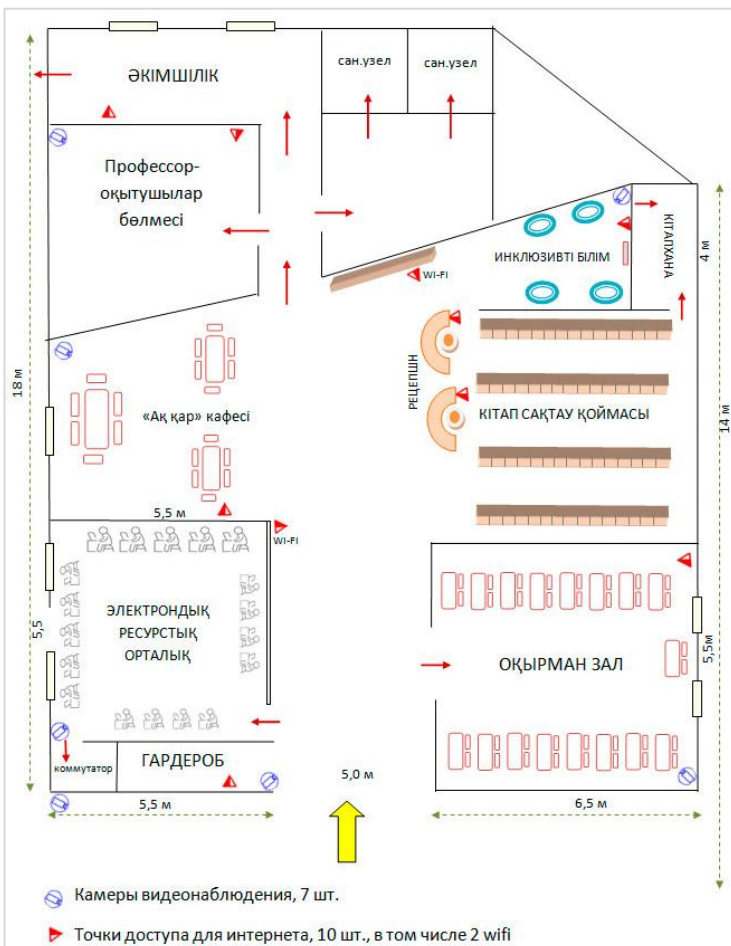 ӘКІМШІЛІК
сан.узел
сан.узел
Профессор-
оқытушылар
бөлмесі
ИНКЛЮЗИВТІ БІЛІМ
КІТАПХАНА
4 м
WI-FI
РЕЦЕПШН
18 м
«Ақ қар» кафесі
КІТАП САҚТАУ ҚОЙМАСЫ
14 м
5,5 м
WI-FI
ЭЛЕКТРОНДЫҚ
РЕСУРСТЫҚ
ОРТАЛЫҚ
5,5
ОҚЫРМАН ЗАЛ
5,5м
коммутатор
ГАРДЕРОБ
5,0 м
5,5 м
6,5 м
Камеры видеонаблюдения, 7 шт.
Точки доступа для интернета, 10 шт., в том числе 2 wifi